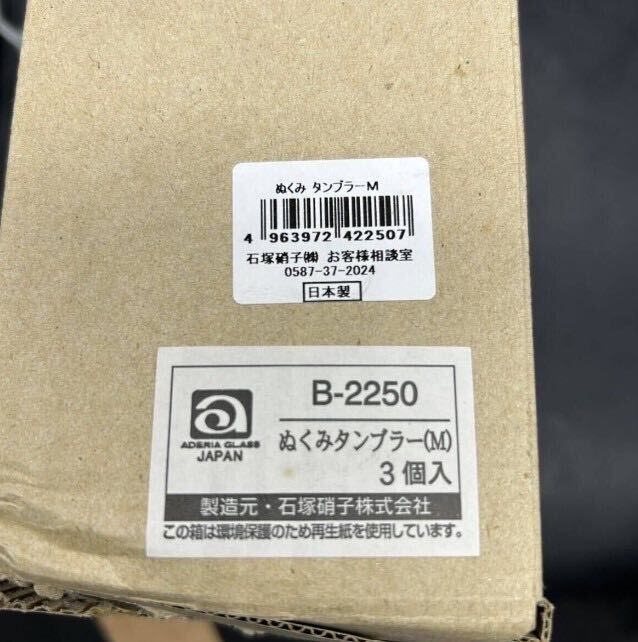 ぬくみ タンブラーM
4 963972 422507
石塚硝子㈱ お客様相談室
0587-37-2024
日本製
B-2250
ADERIA GLASS
JAPAN
ぬくみタンブラー(M)
3個入
製造元・石塚硝子株式会社
この箱は環境保護のため再生紙を使用しています。